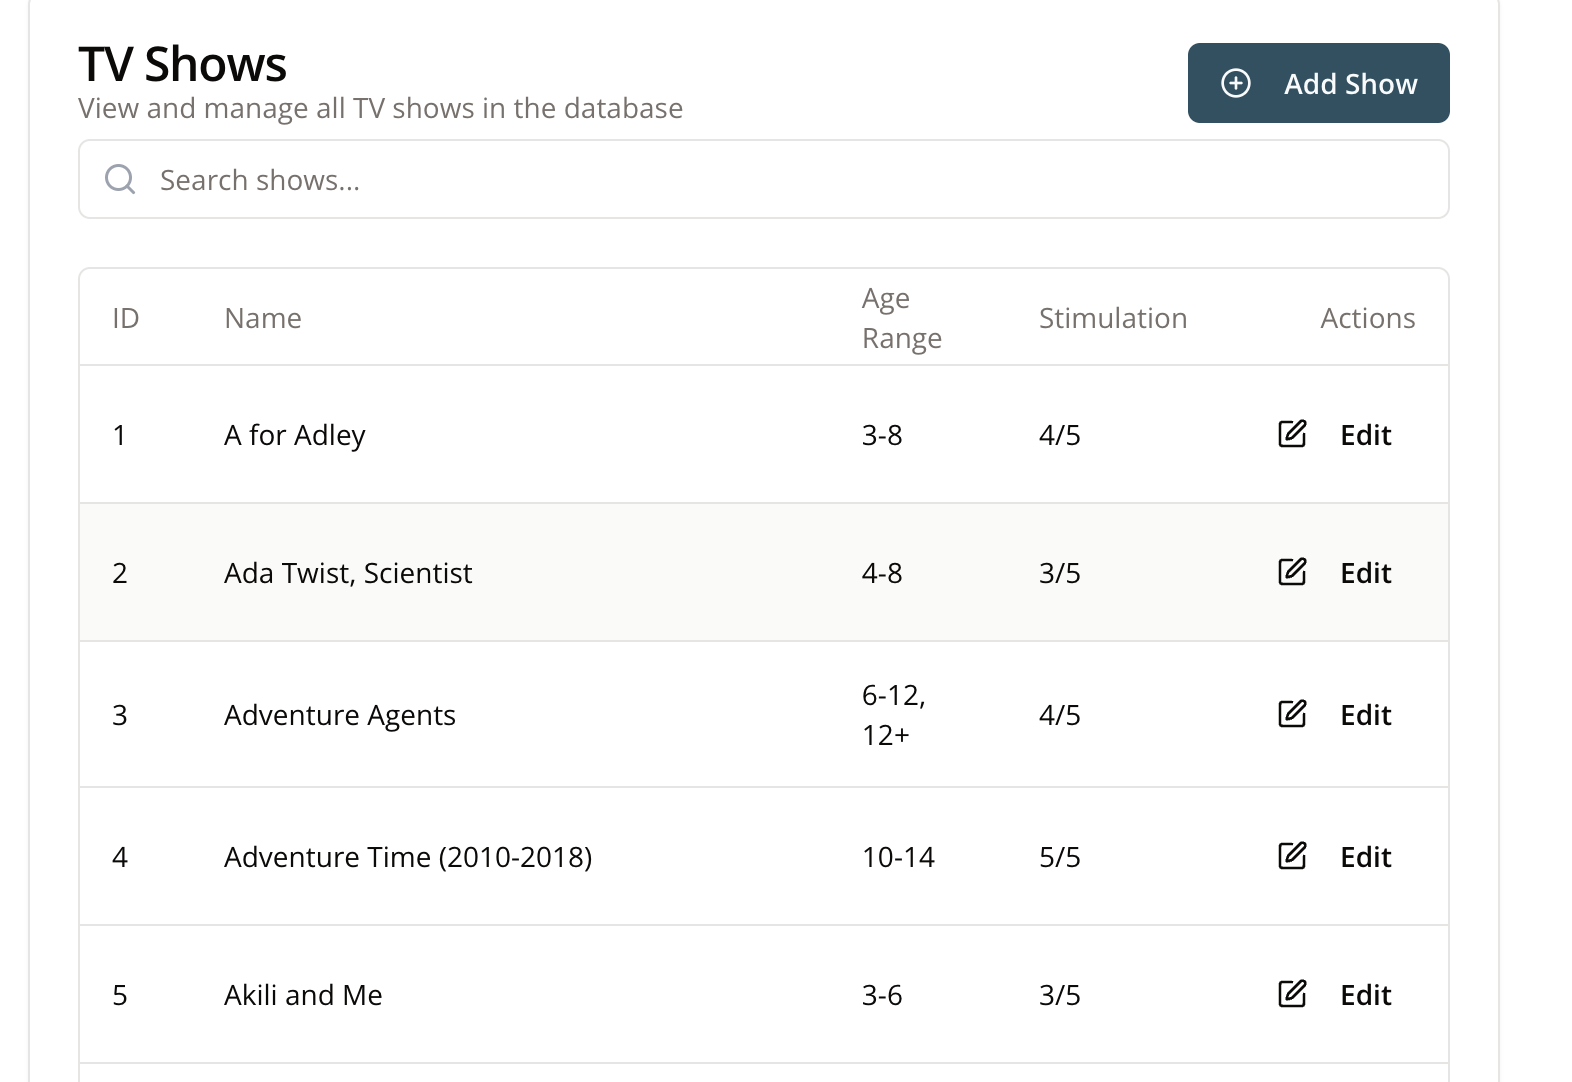 TV Shows
View and manage all TV shows in the database
Add Show
Search shows...
ID Name Age Range Stimulation Actions
1 A for Adley 3-8 4/5 Edit
2 Ada Twist, Scientist 4-8 3/5 Edit
3 Adventure Agents 6-12, 12+ 4/5 Edit
4 Adventure Time (2010-2018) 10-14 5/5 Edit
5 Akili and Me 3-6 3/5 Edit